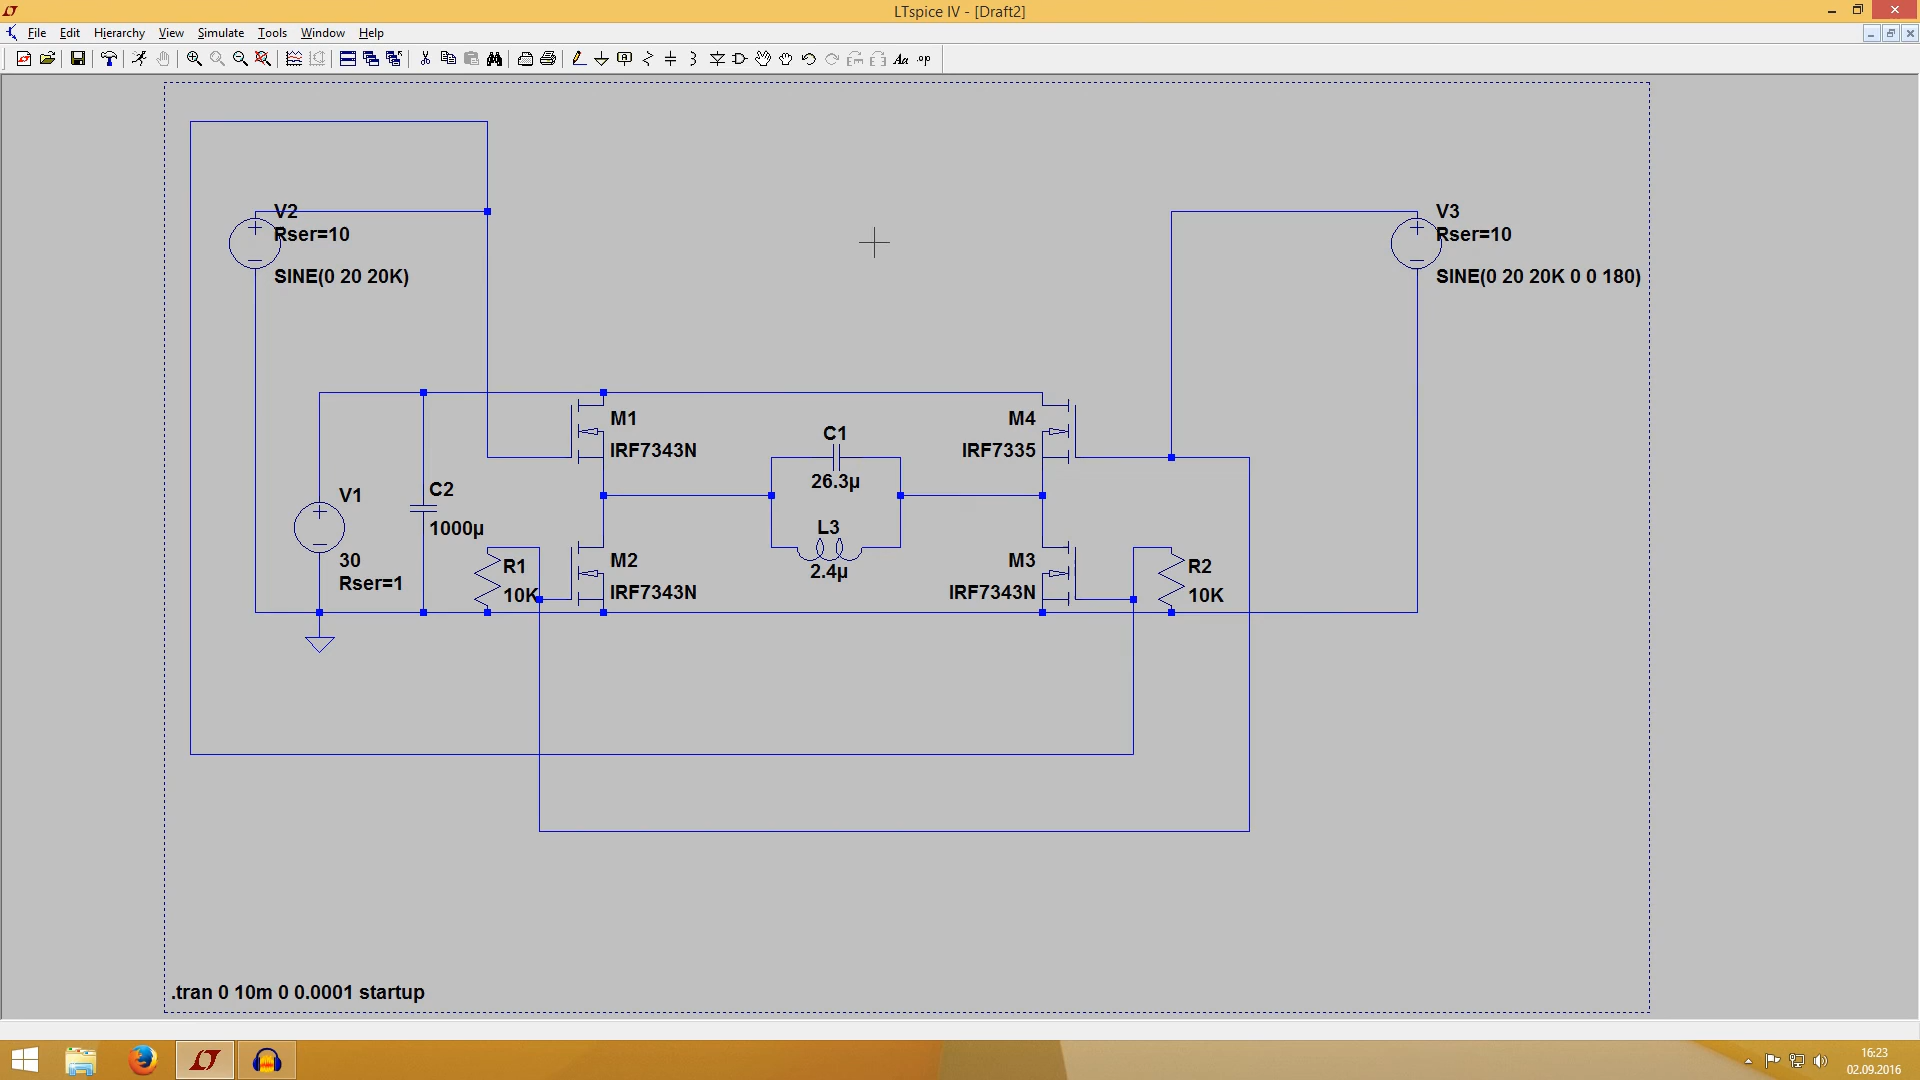 LTspice IV - [Draft2]
File Edit Hierarchy View Simulate Tools Window Help
Aa .op
V2
Rser=10
SINE(0 20 20K)
V3
Rser=10
SINE(0 20 20K 0 0 180)
M1
IRF7343N
M4
IRF7335
C1
26.3µ
L3
2.4µ
V1
30
Rser=1
C2
1000µ
R1
10K
M2
IRF7343N
M3
IRF7343N
R2
10K
.tran 0 10m 0 0.0001 startup
16:23
02.09.2016